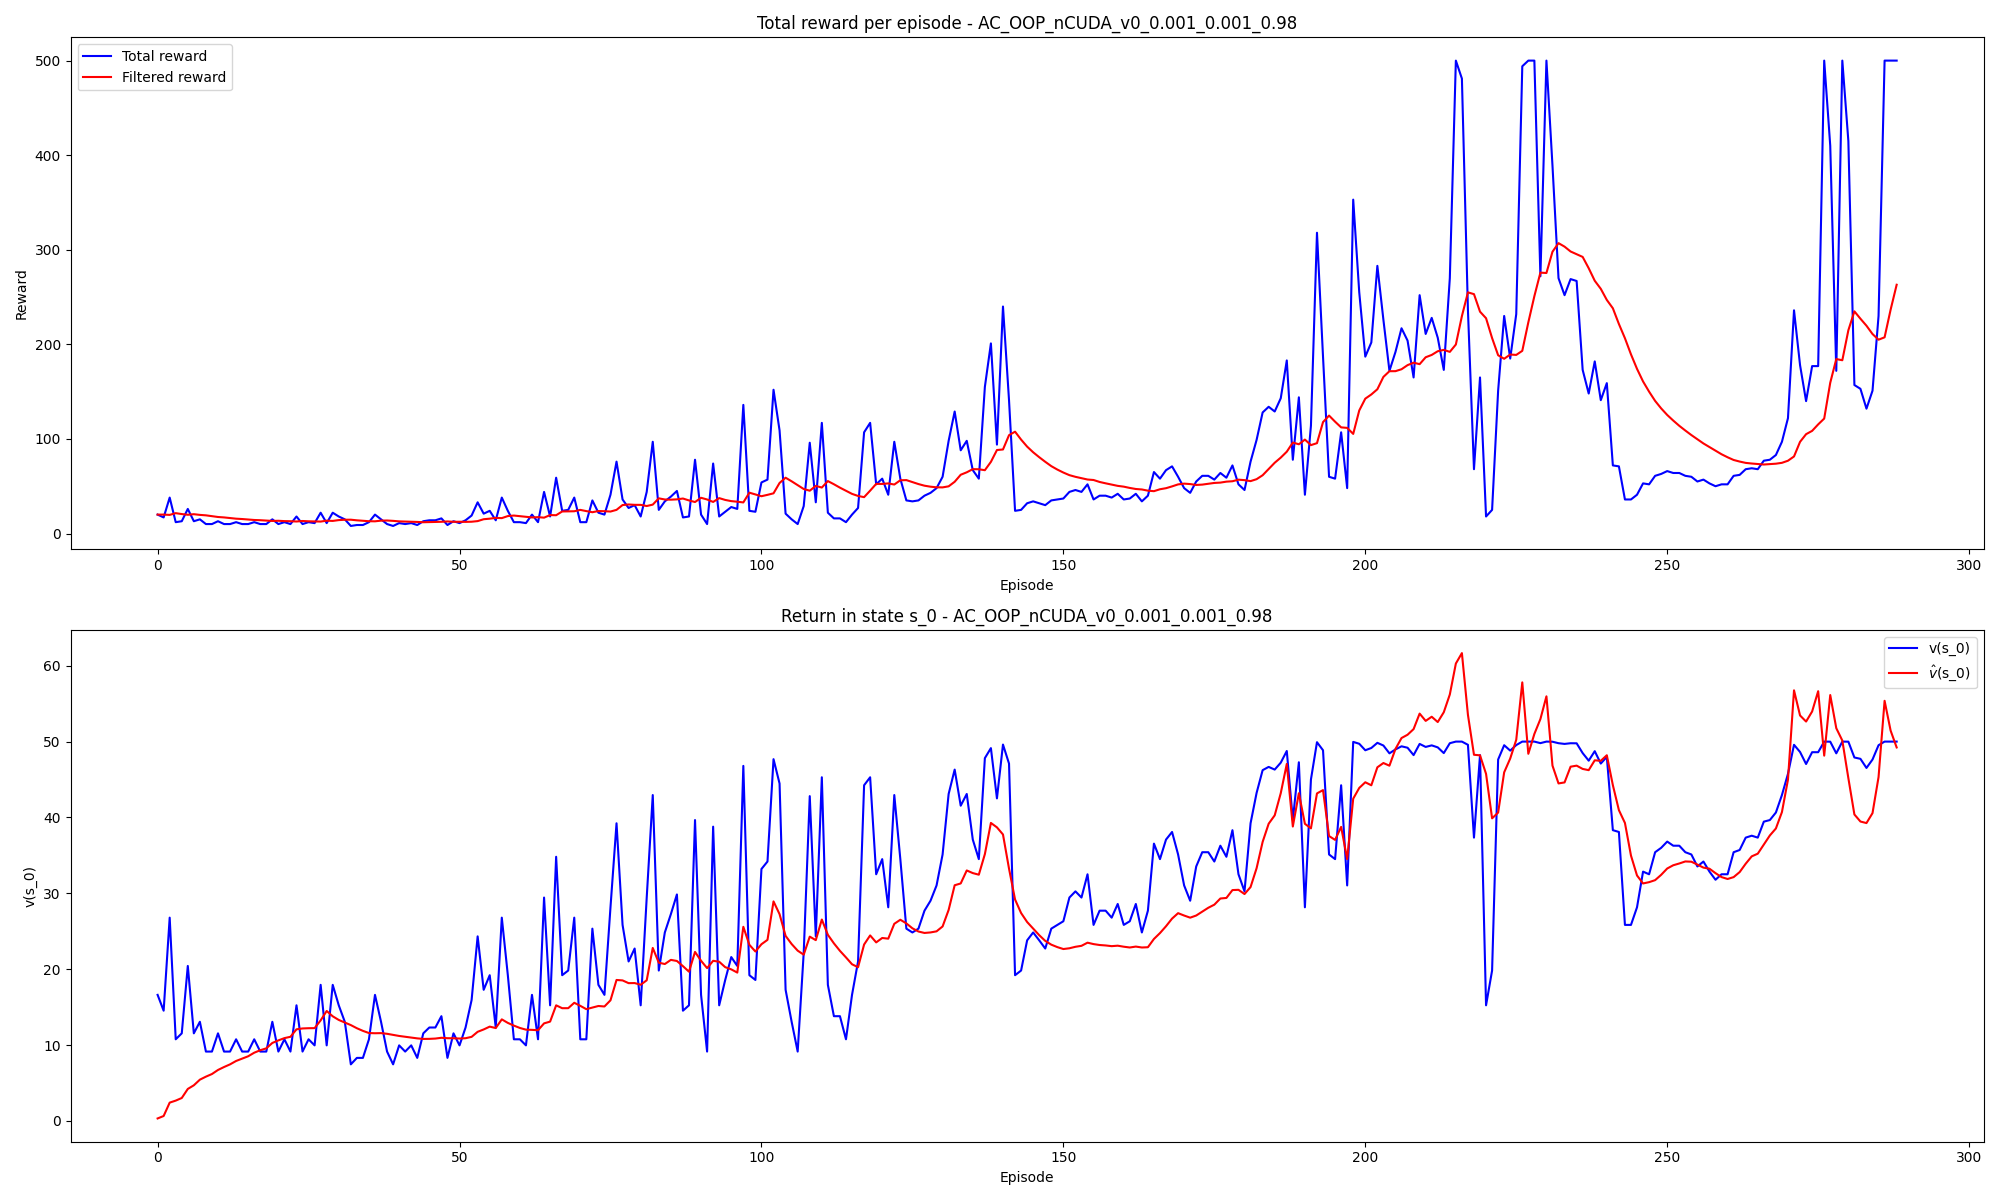 Total reward per episode - AC_OOP_nCUDA_v0_0.001_0.001_0.98
Total reward
Filtered reward
500
400
300
200
100
0
Reward
0 50 100 150 200 250 300
Episode
Return in state s_0 - AC_OOP_nCUDA_v0_0.001_0.001_0.98
v(s_0)
v̂(s_0)
60
50
40
30
20
10
0
v(s_0)
0 50 100 150 200 250 300
Episode